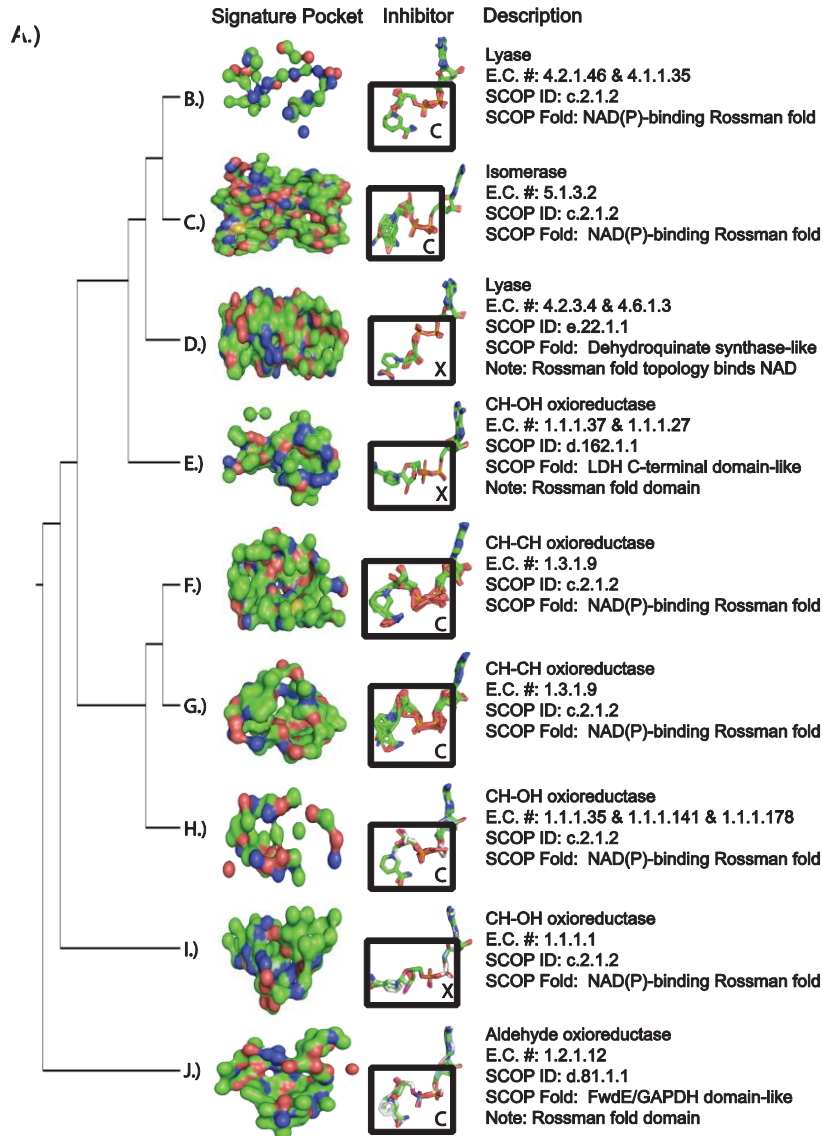 A.)
Signature Pocket Inhibitor Description
B.)
C
Lyase
E.C. #: 4.2.1.46 & 4.1.1.35
SCOP ID: c.2.1.2
SCOP Fold: NAD(P)-binding Rossman fold
C.)
C
Isomerase
E.C. #: 5.1.3.2
SCOP ID: c.2.1.2
SCOP Fold: NAD(P)-binding Rossman fold
D.)
X
Lyase
E.C. #: 4.2.3.4 & 4.6.1.3
SCOP ID: e.22.1.1
SCOP Fold: Dehydroquinate synthase-like
Note: Rossman fold topology binds NAD
E.)
X
CH-OH oxioreductase
E.C. #: 1.1.1.37 & 1.1.1.27
SCOP ID: d.162.1.1
SCOP Fold: LDH C-terminal domain-like
Note: Rossman fold domain
F.)
C
CH-CH oxioreductase
E.C. #: 1.3.1.9
SCOP ID: c.2.1.2
SCOP Fold: NAD(P)-binding Rossman fold
G.)
C
CH-CH oxioreductase
E.C. #: 1.3.1.9
SCOP ID: c.2.1.2
SCOP Fold: NAD(P)-binding Rossman fold
H.)
C
CH-OH oxioreductase
E.C. #: 1.1.1.35 & 1.1.1.141 & 1.1.1.178
SCOP ID: c.2.1.2
SCOP Fold: NAD(P)-binding Rossman fold
I.)
X
CH-OH oxioreductase
E.C. #: 1.1.1.1
SCOP ID: c.2.1.2
SCOP Fold: NAD(P)-binding Rossman fold
J.)
C
Aldehyde oxioreductase
E.C. #: 1.2.1.12
SCOP ID: d.81.1.1
SCOP Fold: FwdE/GAPDH domain-like
Note: Rossman fold domain